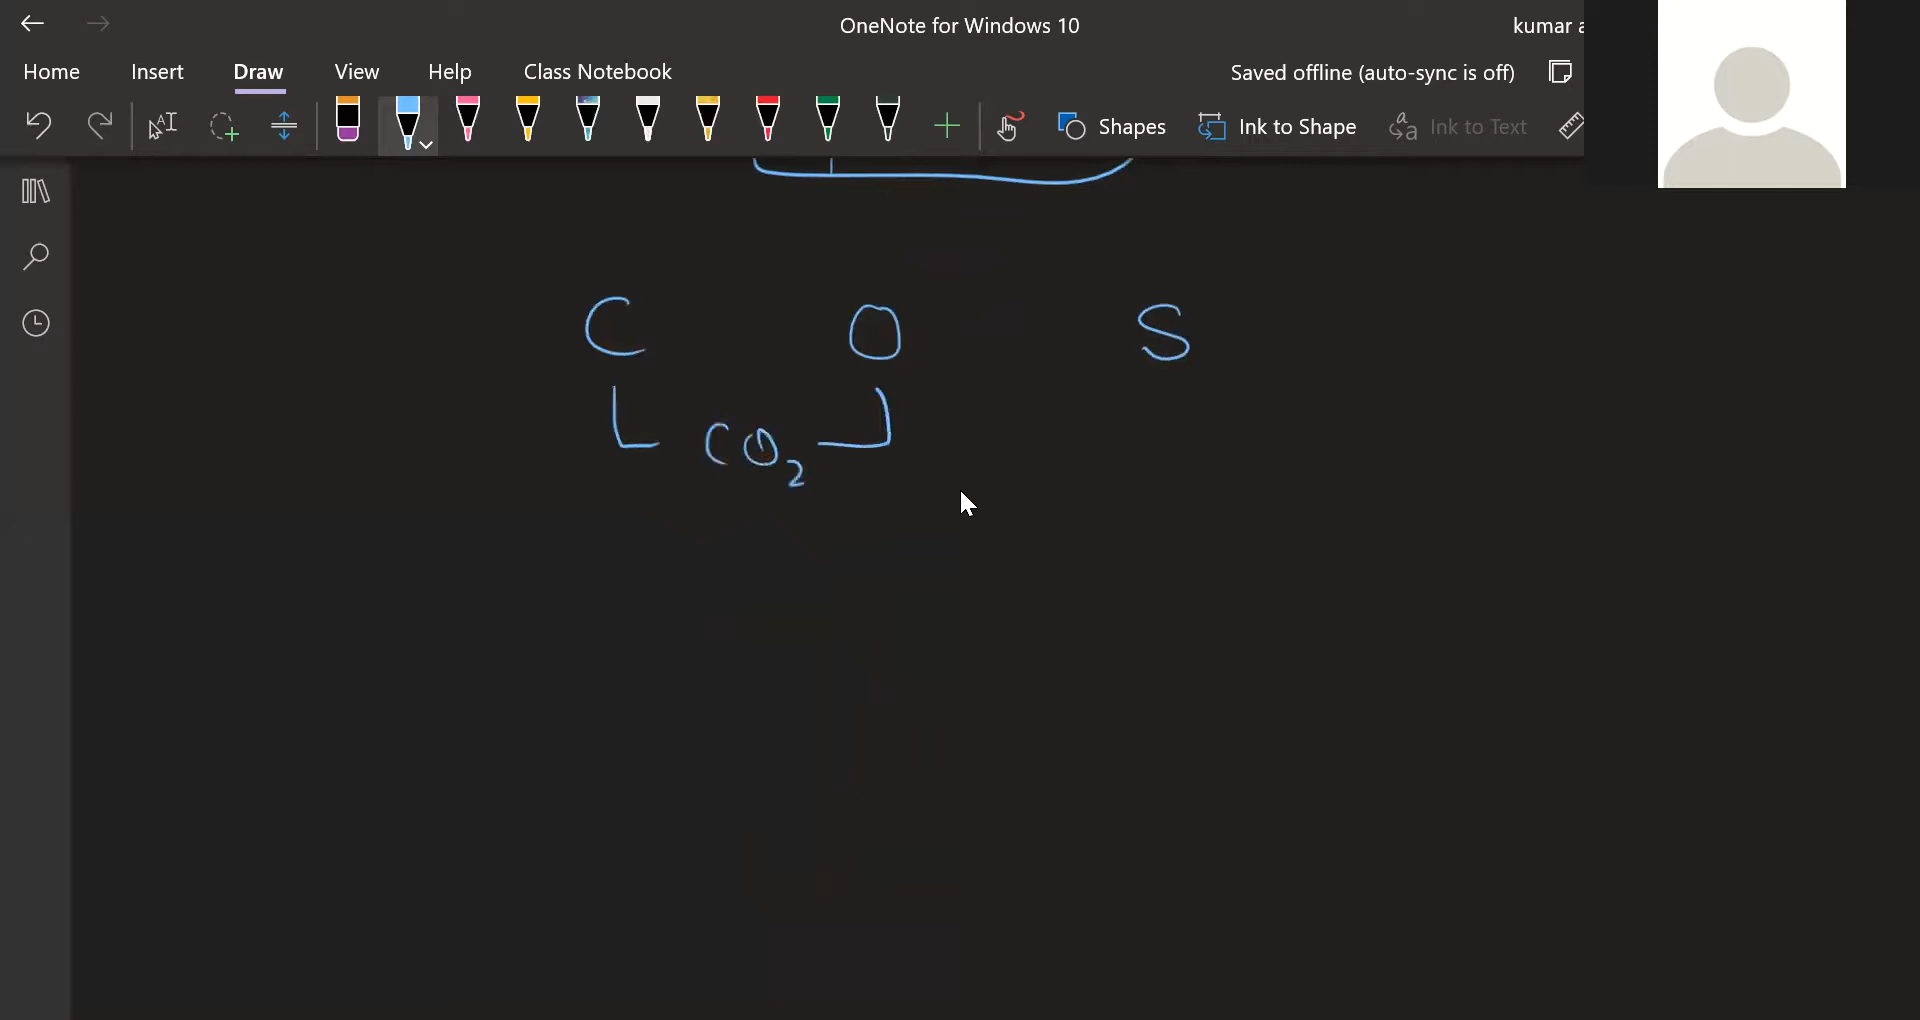 OneNote for Windows 10
kumar a
Home Insert Draw View Help Class Notebook
Saved offline (auto-sync is off)
Shapes Ink to Shape Ink to Text
C O S
CO₂